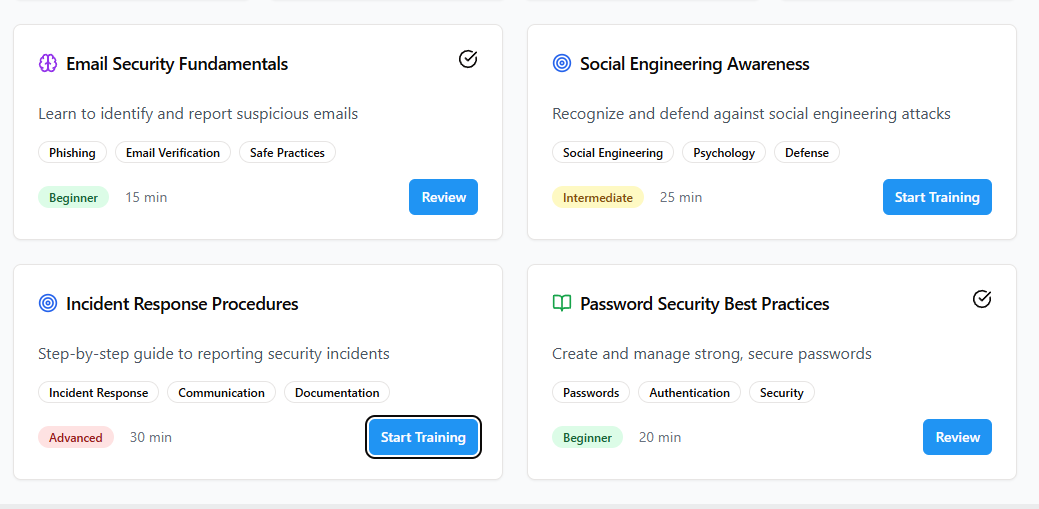 Email Security Fundamentals
Learn to identify and report suspicious emails
Phishing Email Verification Safe Practices
Beginner 15 min Review
Social Engineering Awareness
Recognize and defend against social engineering attacks
Social Engineering Psychology Defense
Intermediate 25 min Start Training
Incident Response Procedures
Step-by-step guide to reporting security incidents
Incident Response Communication Documentation
Advanced 30 min Start Training
Password Security Best Practices
Create and manage strong, secure passwords
Passwords Authentication Security
Beginner 20 min Review